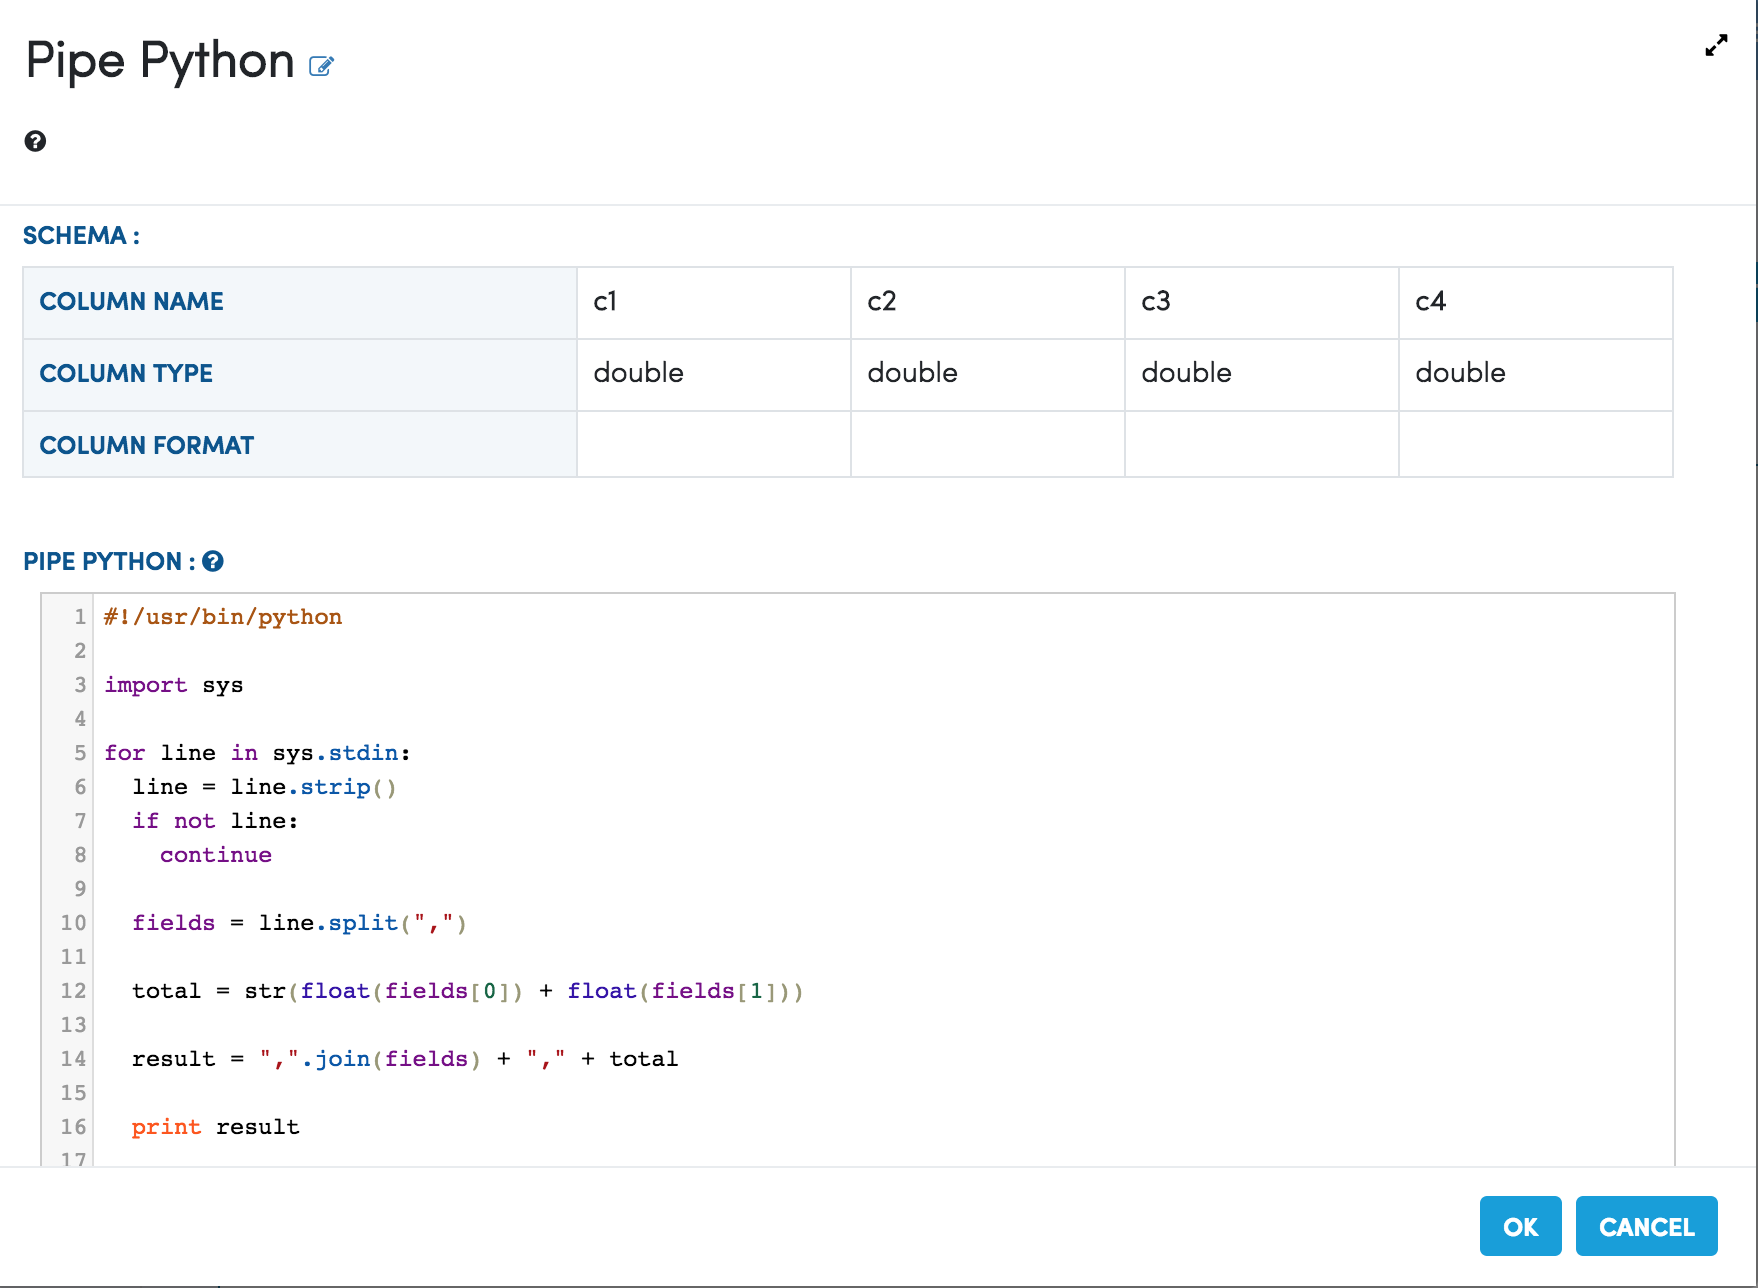 Pipe Python
?
SCHEMA :
COLUMN NAME c1 c2 c3 c4
COLUMN TYPE double double double double
COLUMN FORMAT
PIPE PYTHON : ?
1 #!/usr/bin/python
2
3 import sys
4
5 for line in sys.stdin:
6   line = line.strip()
7   if not line:
8     continue
9
10   fields = line.split(",")
11
12   total = str(float(fields[0]) + float(fields[1]))
13
14   result = ",".join(fields) + "," + total
15
16   print result
17
OK CANCEL